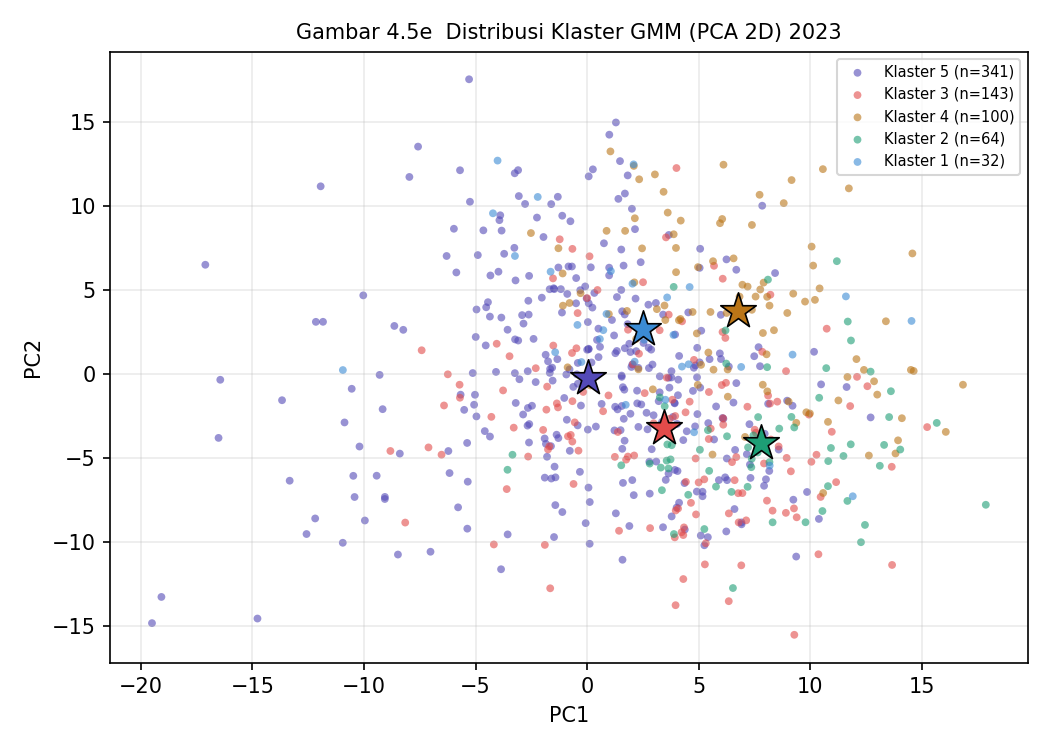 Gambar 4.5e  Distribusi Klaster GMM (PCA 2D) 2023
Klaster 5 (n=341)
Klaster 3 (n=143)
Klaster 4 (n=100)
Klaster 2 (n=64)
Klaster 1 (n=32)
PC2
15
10
5
0
−5
−10
−15
−20 −15 −10 −5 0 5 10 15
PC1